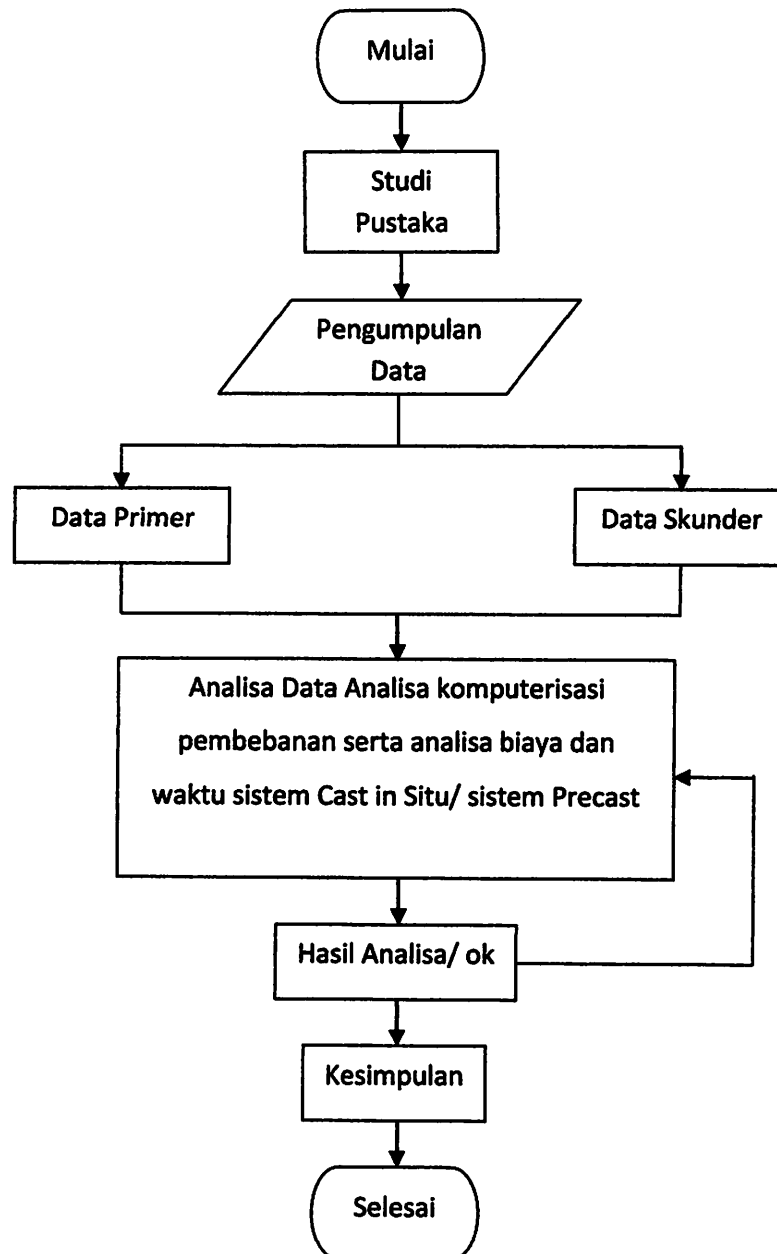 Mulai
Studi
Pustaka
Pengumpulan
Data
Data Primer
Data Skunder
Analisa Data Analisa komputerisasi
pembebanan serta analisa biaya dan
waktu sistem Cast in Situ/ sistem Precast
Hasil Analisa/ ok
Kesimpulan
Selesai